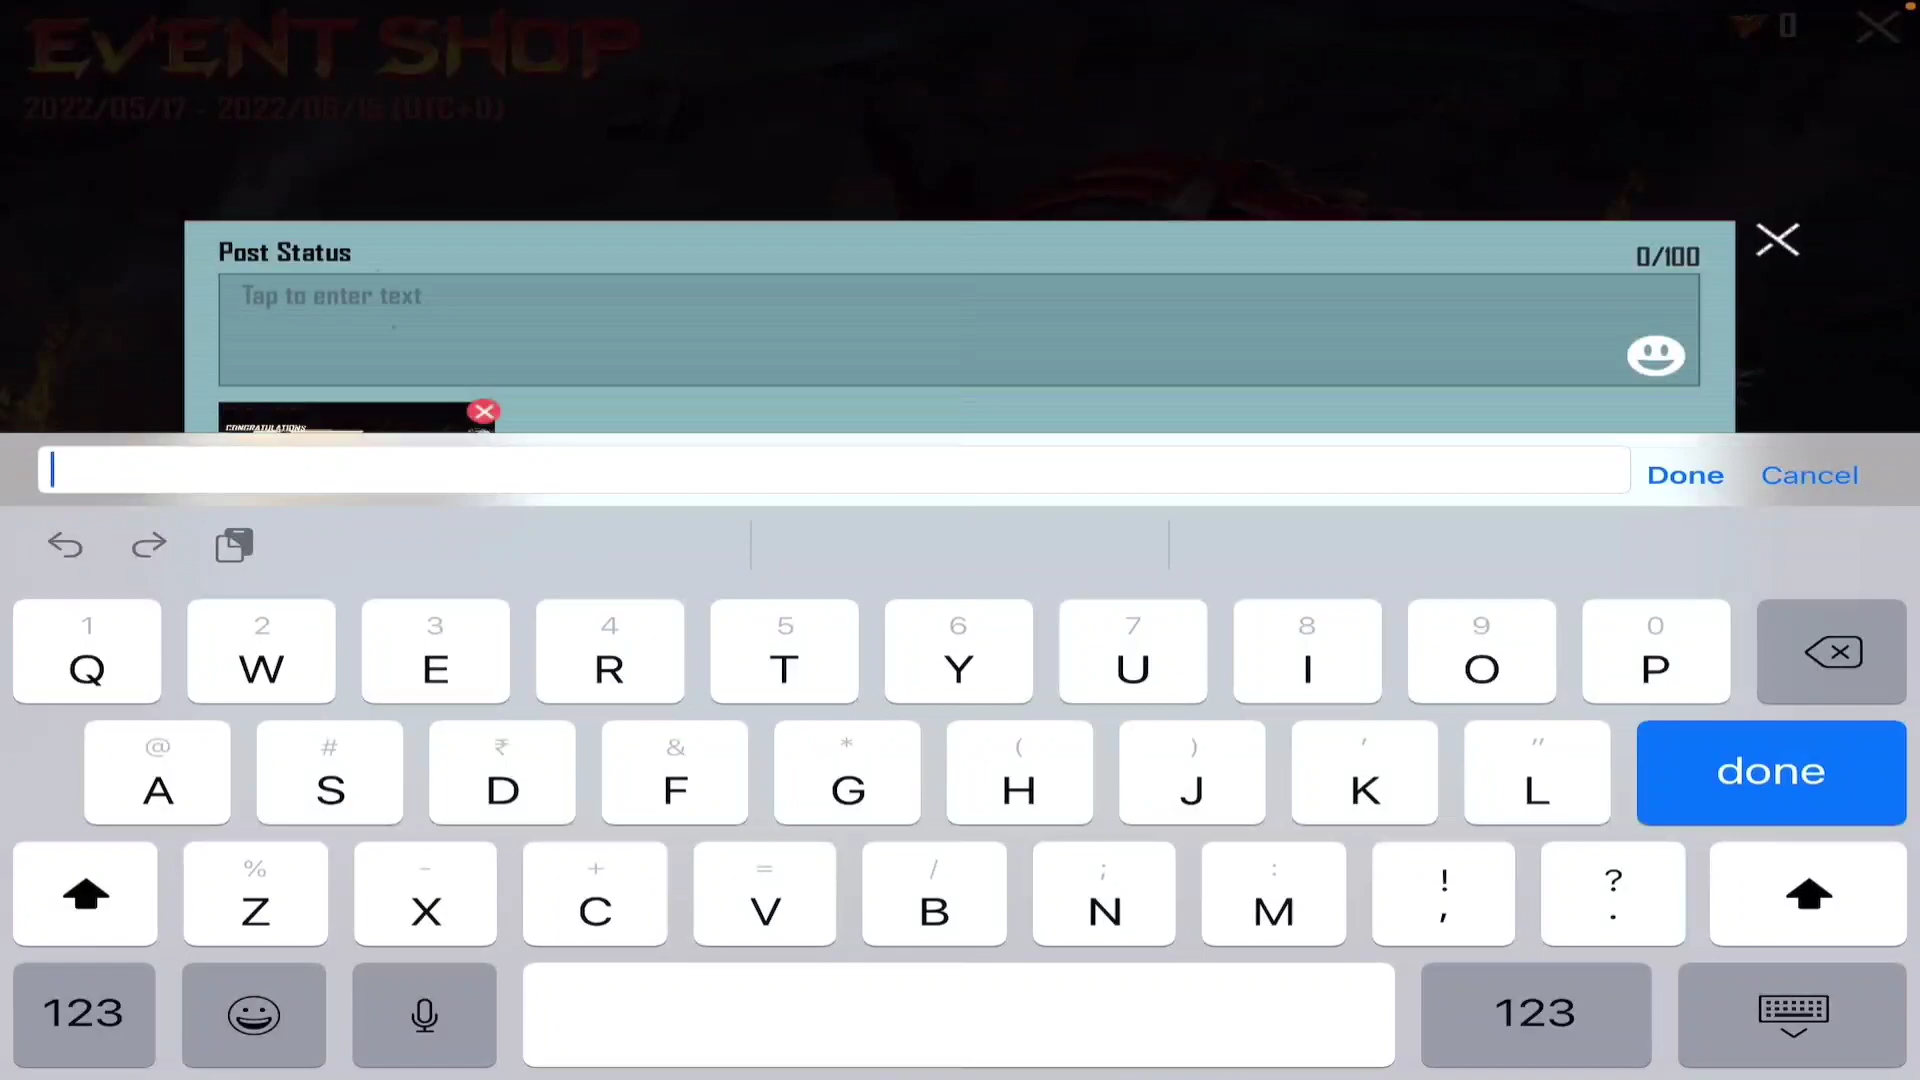 EVENT SHOP
0
2022/05/17 - 2022/06/15 (UTC+0)
Post Status
0/100
Tap to enter text
CONGRATULATIONS
Done
Cancel
1 2 3 4 5 6 7 8 9 0
Q W E R T Y U I O P
@ # ₹ & * ( ) ' "
A S D F G H J K L done
% - + = / ; : ! ?
Z X C V B N M , .
123 123